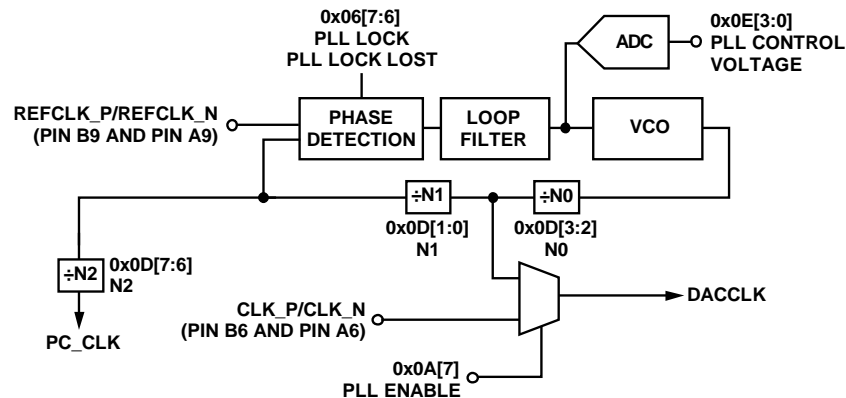 0x06[7:6]
PLL LOCK
PLL LOCK LOST
0x0E[3:0]
PLL CONTROL
VOLTAGE
ADC
REFCLK_P/REFCLK_N
(PIN B9 AND PIN A9)
PHASE
DETECTION
LOOP
FILTER
VCO
÷N1
0x0D[1:0]
N1
÷N0
0x0D[3:2]
N0
÷N2
0x0D[7:6]
N2
PC_CLK
CLK_P/CLK_N
(PIN B6 AND PIN A6)
DACCLK
0x0A[7]
PLL ENABLE